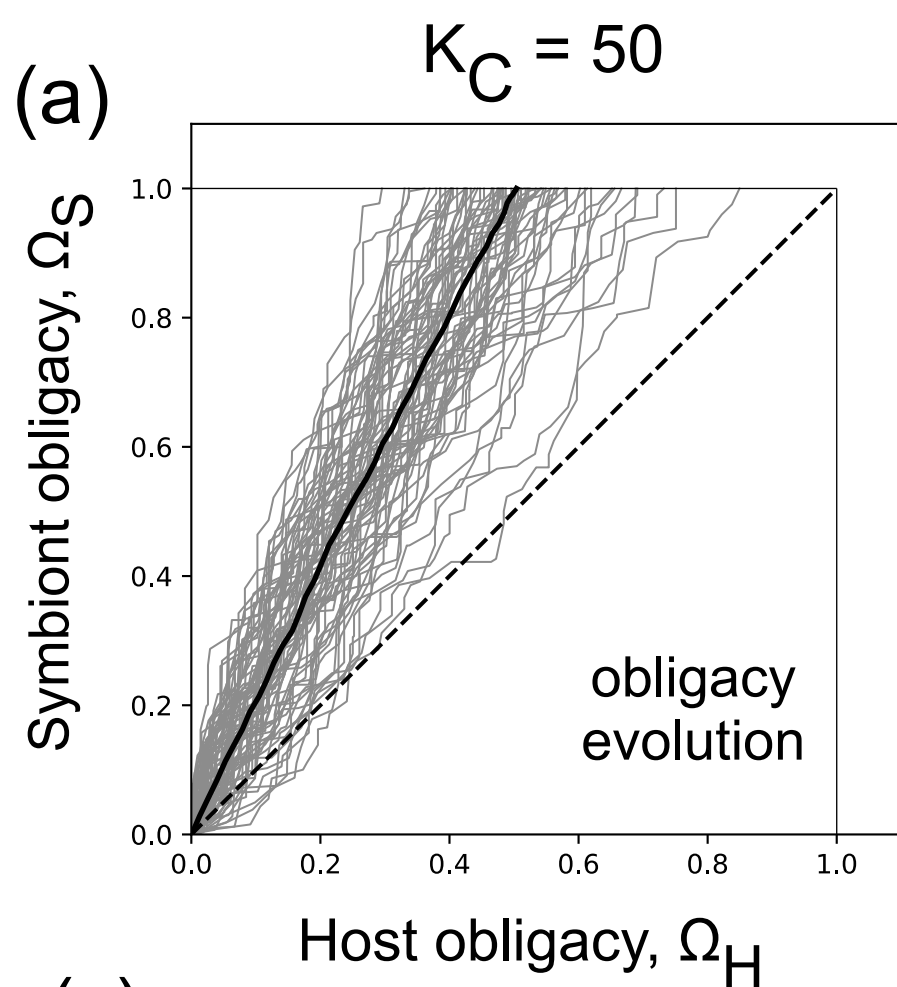 K_C = 50
(a)
1.0
0.8
0.6
0.4
0.2
0.0
Symbiont obligacy, Ω_S
obligacy
evolution
0.0 0.2 0.4 0.6 0.8 1.0
Host obligacy, Ω_H